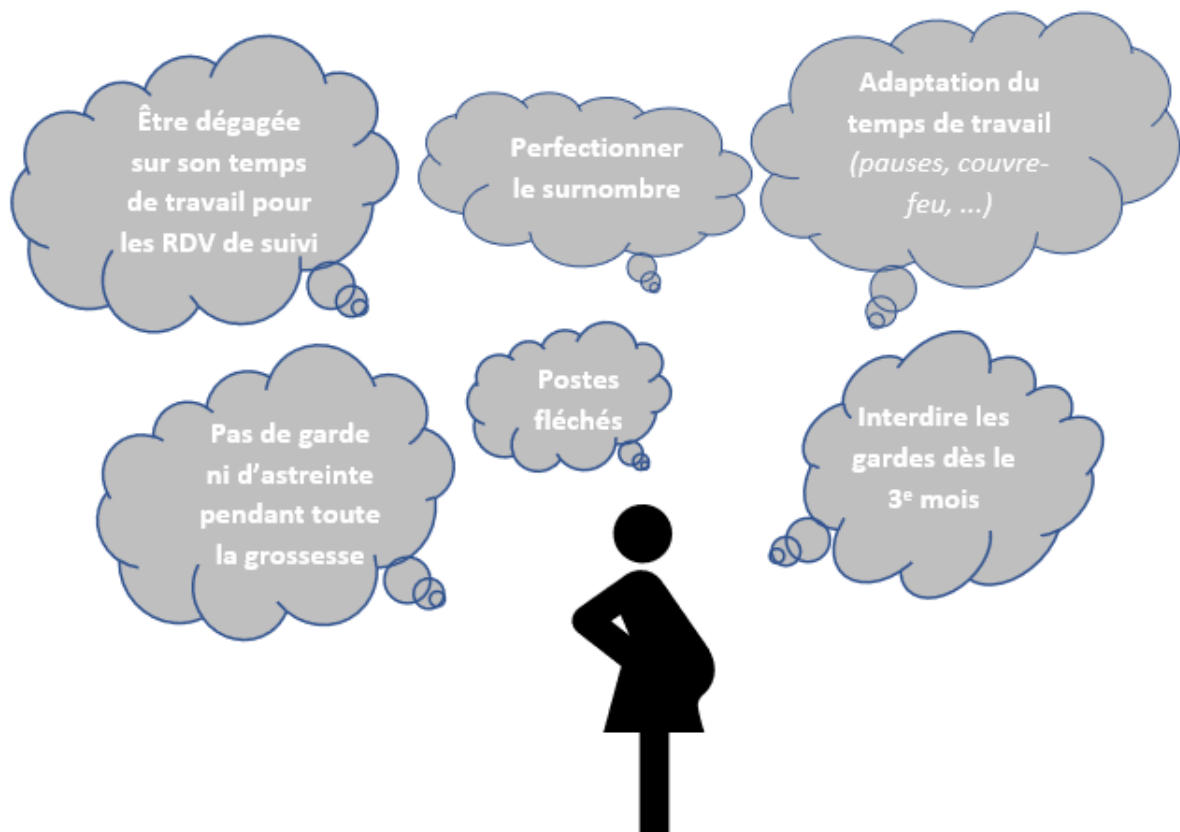 Être dégagée
sur son temps
de travail pour
les RDV de suivi
Perfectionner
le surnombre
Adaptation du
temps de travail
(pauses, couvre-
feu, ...)
Pas de garde
ni d'astreinte
pendant toute
la grossesse
Postes
fléchés
Interdire les
gardes dès le
3e mois